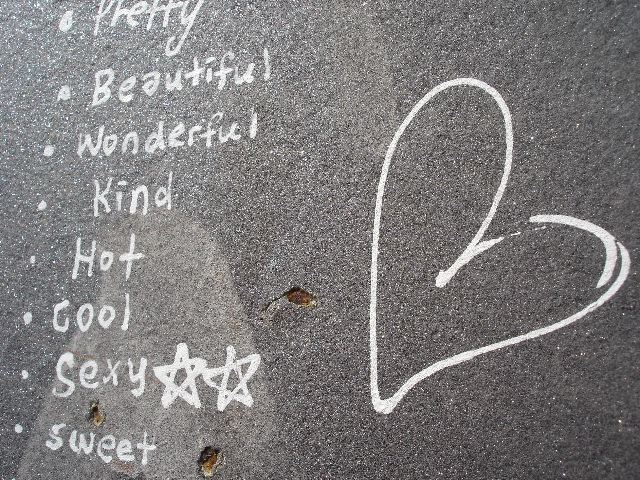 • Pretty
• Beautiful
• Wonderful
• Kind
• Hot
• Cool
• Sexy ☆☆
• sweet